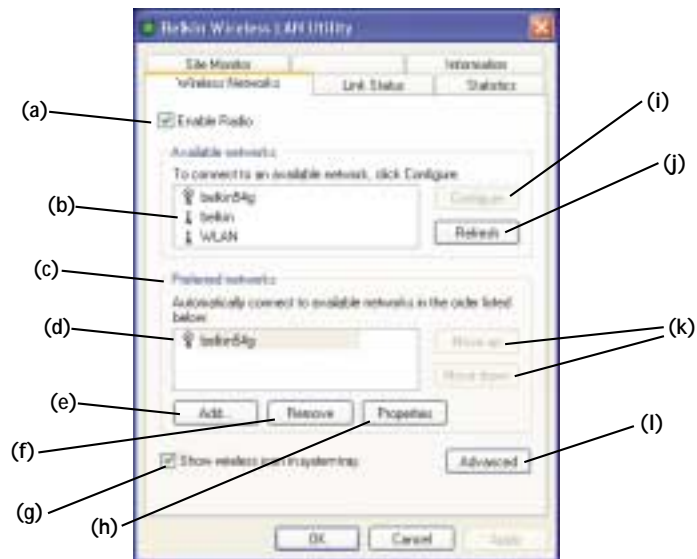 Belkin Wireless LAN Utility
Site Monitor Information
Wireless Networks Link Status Statistics
(a)
Enable Radio
(i)
Available networks
To connect to an available network, click Configure
(j)
belkin54g
Configure
(b)
belkin
WLAN
Refresh
(c)
Preferred networks
Automatically connect to available networks in the order listed
below:
(d)
belkin54g
Move up
(k)
Move down
(e)
Add...
Remove
Properties
(f)
(l)
Show wireless icon in system tray
Advanced
(g)
(h)
OK
Cancel
Apply